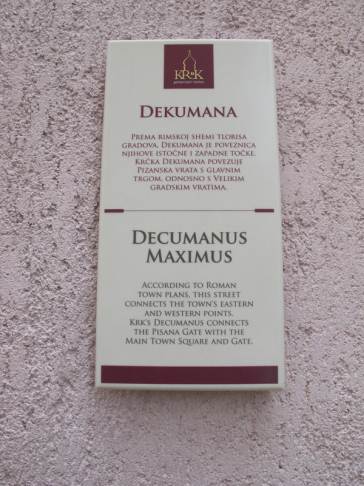 KRK
DEKUMANA
PREMA RIMSKOJ SHEMI TLORISA
GRADOVA, DEKUMANA JE POVEZNICA
NJIHOVE ISTOČNE I ZAPADNE TOČKE.
KRČKA DEKUMANA POVEZUJE
PIZANSKA VRATA S GLAVNIM
TRGOM, ODNOSNO S VELIKIM
GRADSKIM VRATIMA.
DECUMANUS
MAXIMUS
ACCORDING TO ROMAN
TOWN PLANS, THIS STREET
CONNECTS THE TOWN'S EASTERN
AND WESTERN POINTS.
KRK'S DECUMANUS CONNECTS
THE PISANA GATE WITH THE
MAIN TOWN SQUARE AND GATE.